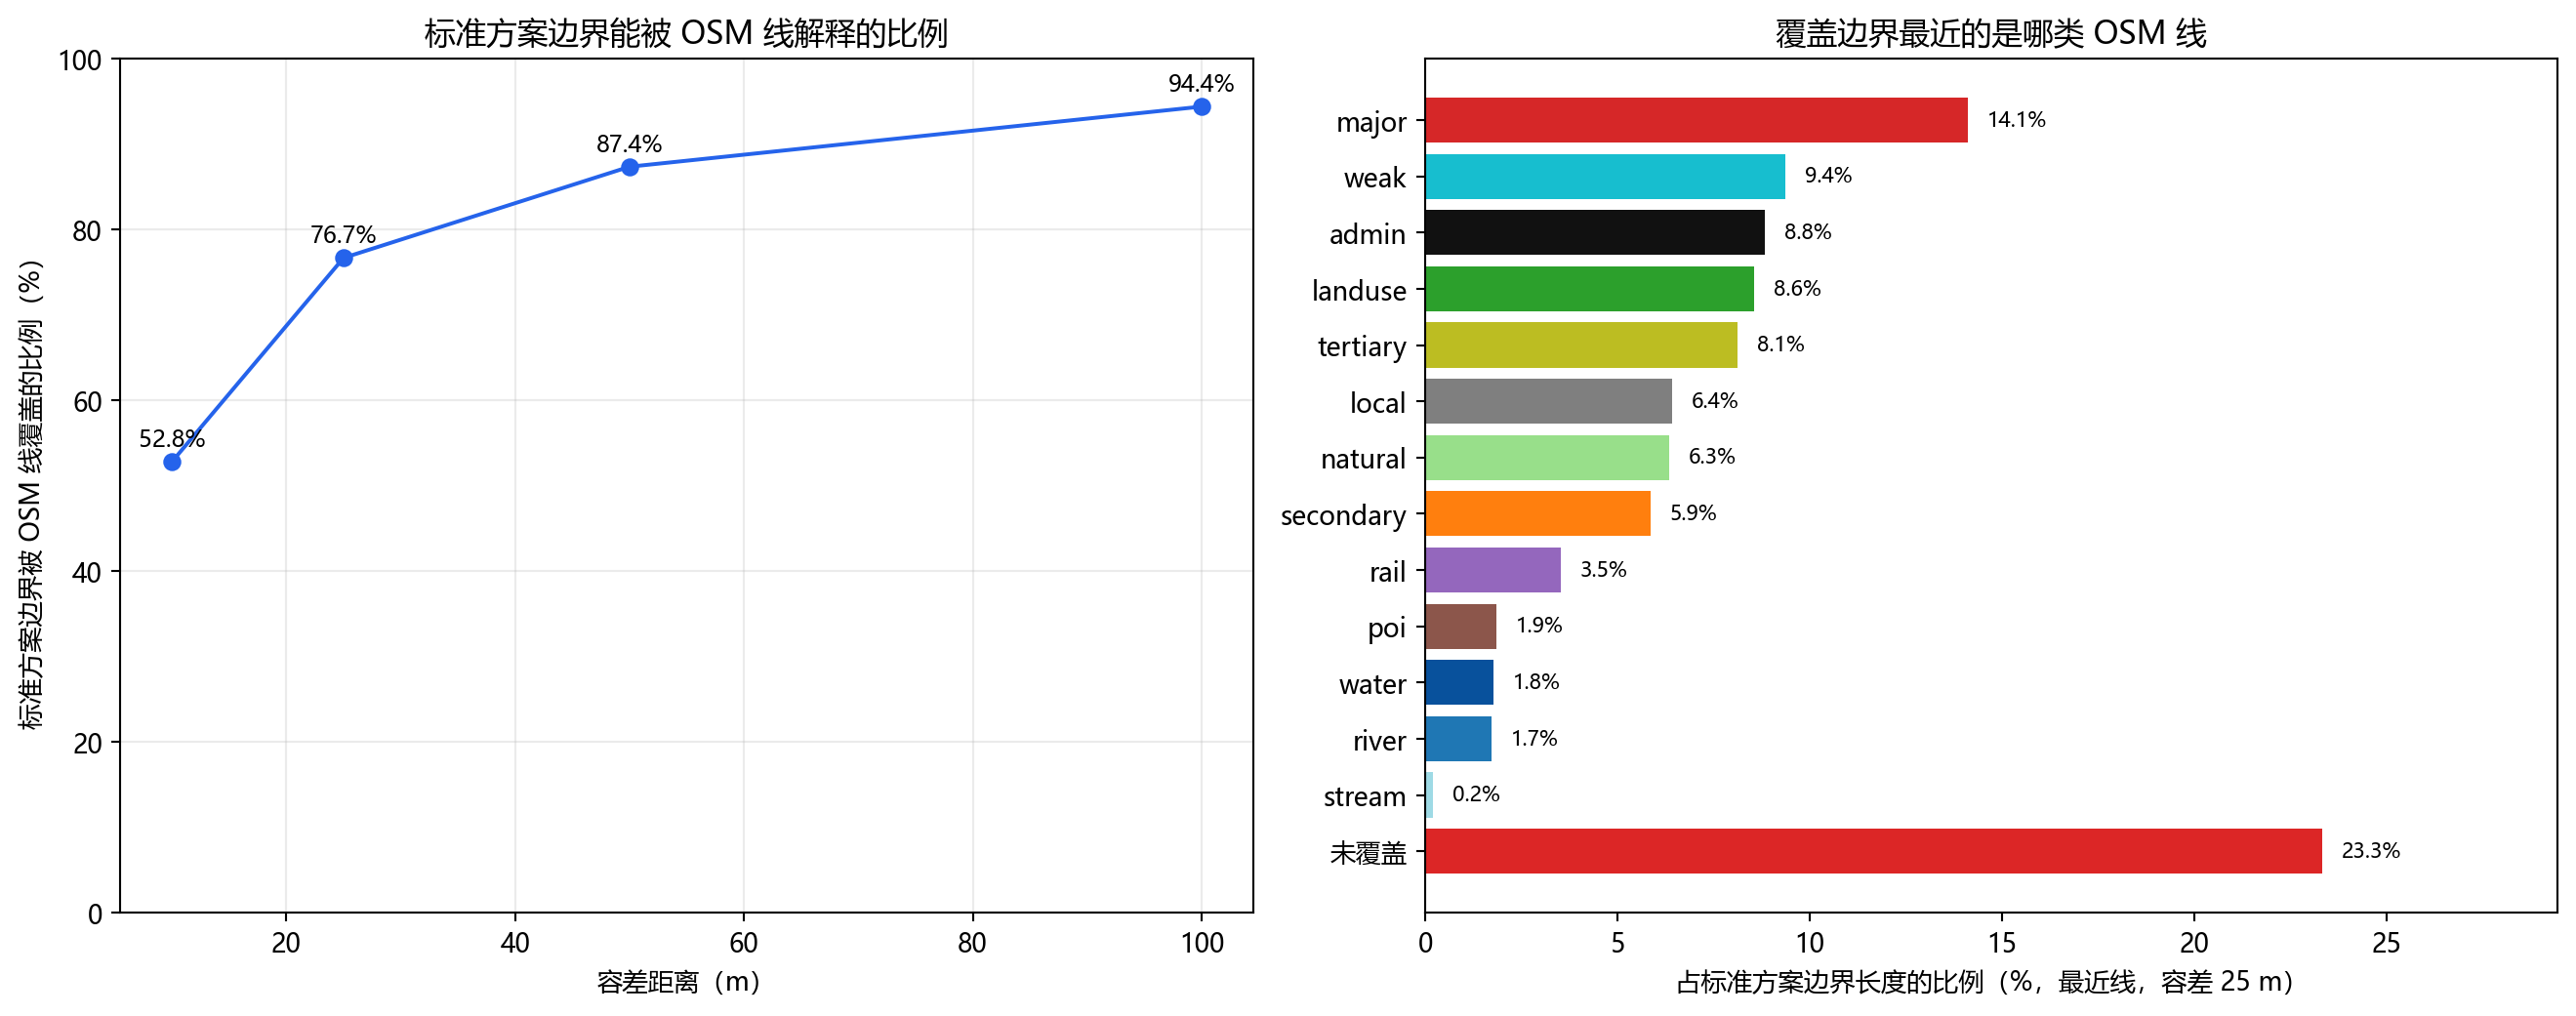 标准方案边界能被 OSM 线解释的比例
标准方案边界被 OSM 线覆盖的比例（%）
100
80
60
40
20
0
52.8%
76.7%
87.4%
94.4%
20
40
60
80
100
容差距离（m）
覆盖边界最近的是哪类 OSM 线
major
14.1%
weak
9.4%
admin
8.8%
landuse
8.6%
tertiary
8.1%
local
6.4%
natural
6.3%
secondary
5.9%
rail
3.5%
poi
1.9%
water
1.8%
river
1.7%
stream
0.2%
未覆盖
23.3%
0
5
10
15
20
25
占标准方案边界长度的比例（%，最近线，容差 25 m）